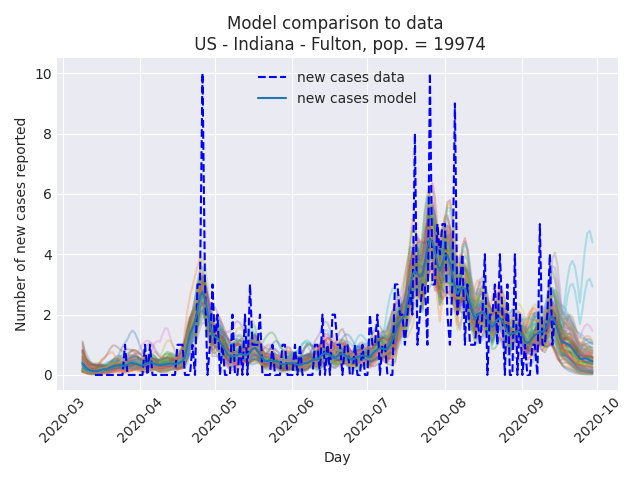 Model comparison to data
US - Indiana - Fulton, pop. = 19974
new cases data
new cases model
Number of new cases reported
10
8
6
4
2
0
2020-03
2020-04
2020-05
2020-06
2020-07
2020-08
2020-09
2020-10
Day